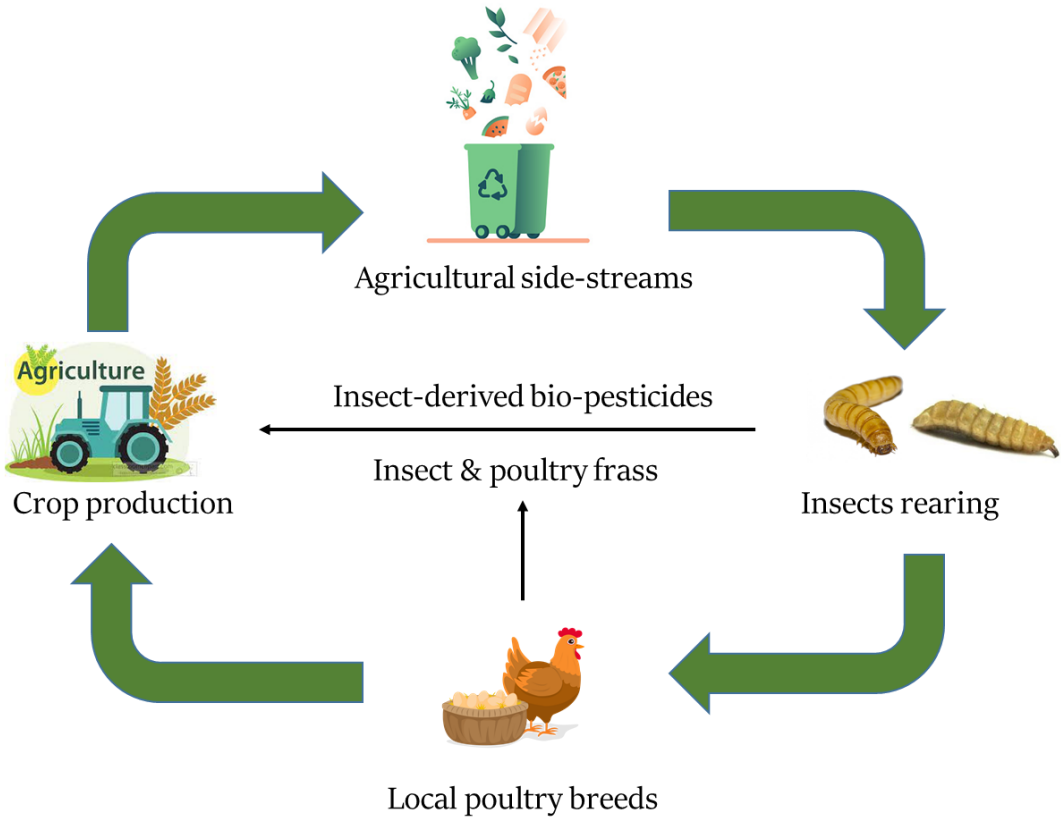 Agricultural side-streams
Agriculture
Insect-derived bio-pesticides
Insect & poultry frass
Crop production
Insects rearing
Local poultry breeds